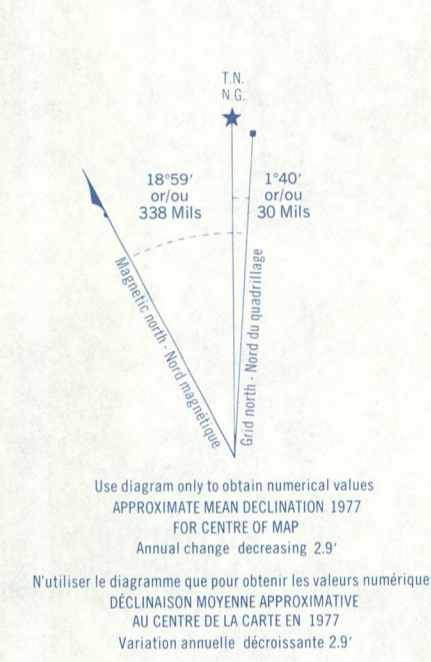 T.N.
N.G.
18°59′
or/ou
338 Mils
1°40′
or/ou
30 Mils
Magnetic north - Nord magnétique
Grid north - Nord du quadrillage
Use diagram only to obtain numerical values
APPROXIMATE MEAN DECLINATION 1977
FOR CENTRE OF MAP
Annual change decreasing 2.9′
N'utiliser le diagramme que pour obtenir les valeurs numérique
DÉCLINAISON MOYENNE APPROXIMATIVE
AU CENTRE DE LA CARTE EN 1977
Variation annuelle décroissante 2.9′